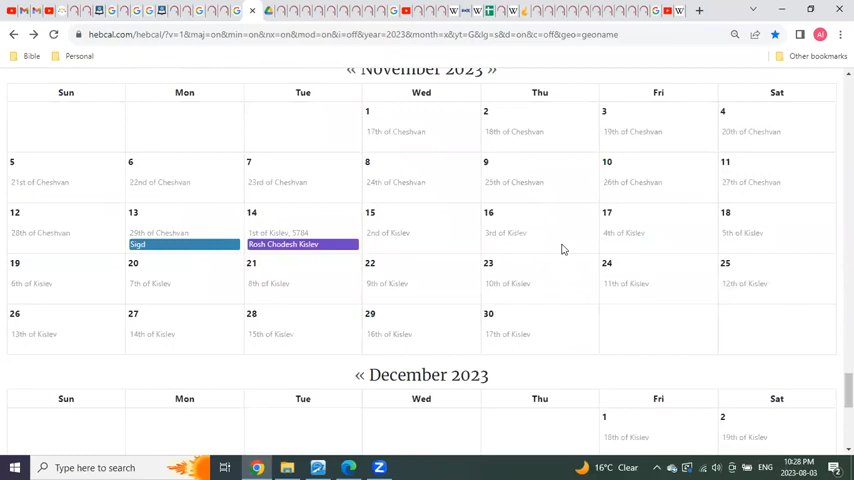 hebcal.com/hebcal/?v=1&maj=on&min=on&nx=on&mod=on&i=off&year=2023&month=x&yt=G&lg=s&d=on&c=off&geo=geoname
AI
Bible Personal Other bookmarks
« November 2023 »
Sun Mon Tue Wed Thu Fri Sat
1 2 3 4
17th of Cheshvan 18th of Cheshvan 19th of Cheshvan 20th of Cheshvan
5 6 7 8 9 10 11
21st of Cheshvan 22nd of Cheshvan 23rd of Cheshvan 24th of Cheshvan 25th of Cheshvan 26th of Cheshvan 27th of Cheshvan
12 13 14 15 16 17 18
28th of Cheshvan 29th of Cheshvan 1st of Kislev, 5784 2nd of Kislev 3rd of Kislev 4th of Kislev 5th of Kislev
Sigd Rosh Chodesh Kislev
19 20 21 22 23 24 25
6th of Kislev 7th of Kislev 8th of Kislev 9th of Kislev 10th of Kislev 11th of Kislev 12th of Kislev
26 27 28 29 30
13th of Kislev 14th of Kislev 15th of Kislev 16th of Kislev 17th of Kislev
« December 2023
Sun Mon Tue Wed Thu Fri Sat
1 2
18th of Kislev 19th of Kislev
Type here to search 16°C Clear ENG 10:28 PM
2023-08-03
2